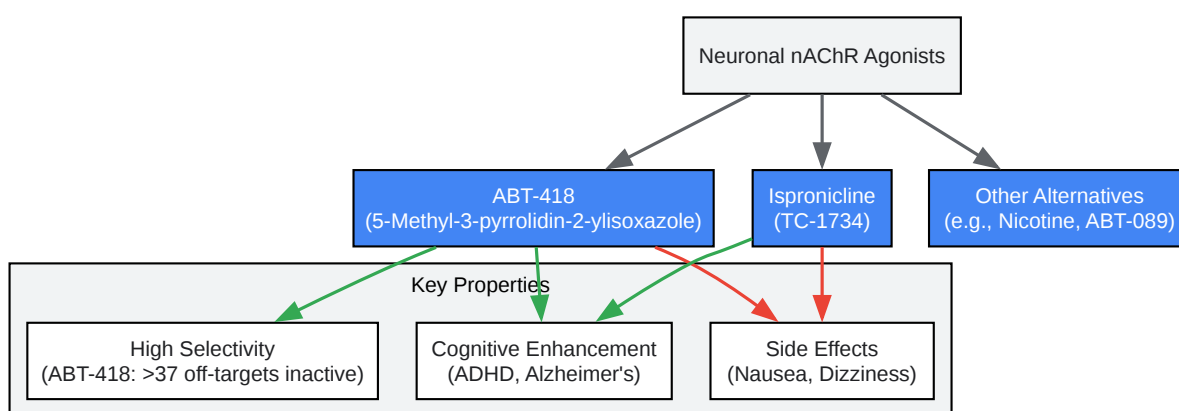 Neuronal nAChR Agonists
ABT-418
(5-Methyl-3-pyrrolidin-2-ylisoxazole)
Ispronicline
(TC-1734)
Other Alternatives
(e.g., Nicotine, ABT-089)
Key Properties
High Selectivity
(ABT-418: >37 off-targets inactive)
Cognitive Enhancement
(ADHD, Alzheimer's)
Side Effects
(Nausea, Dizziness)